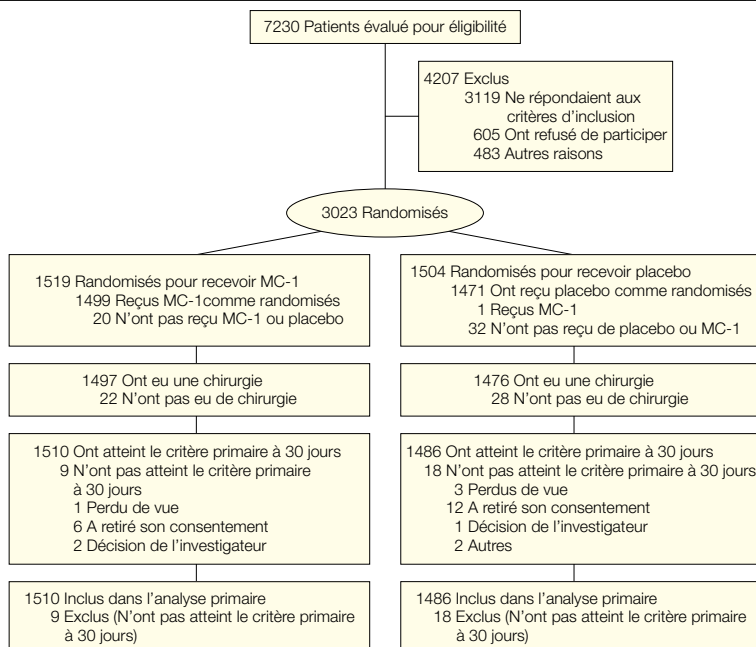 7230 Patients évalué pour éligibilité
4207 Exclus
3119 Ne répondaient aux
critères d'inclusion
605 Ont refusé de participer
483 Autres raisons
3023 Randomisés
1519 Randomisés pour recevoir MC-1
1499 Reçus MC-1comme randomisés
20 N'ont pas reçu MC-1 ou placebo
1504 Randomisés pour recevoir placebo
1471 Ont reçu placebo comme randomisés
1 Reçus MC-1
32 N'ont pas reçu de placebo ou MC-1
1497 Ont eu une chirurgie
22 N'ont pas eu de chirurgie
1476 Ont eu une chirurgie
28 N'ont pas eu de chirurgie
1510 Ont atteint le critère primaire à 30 jours
9 N'ont pas atteint le critère primaire
à 30 jours
1 Perdu de vue
6 A retiré son consentement
2 Décision de l'investigateur
1486 Ont atteint le critère primaire à 30 jours
18 N'ont pas atteint le critère primaire à 30 jours
3 Perdus de vue
12 A retiré son consentement
1 Décision de l'investigateur
2 Autres
1510 Inclus dans l'analyse primaire
9 Exclus (N'ont pas atteint le critère primaire
à 30 jours)
1486 Inclus dans l'analyse primaire
18 Exclus (N'ont pas atteint le critère primaire
à 30 jours)